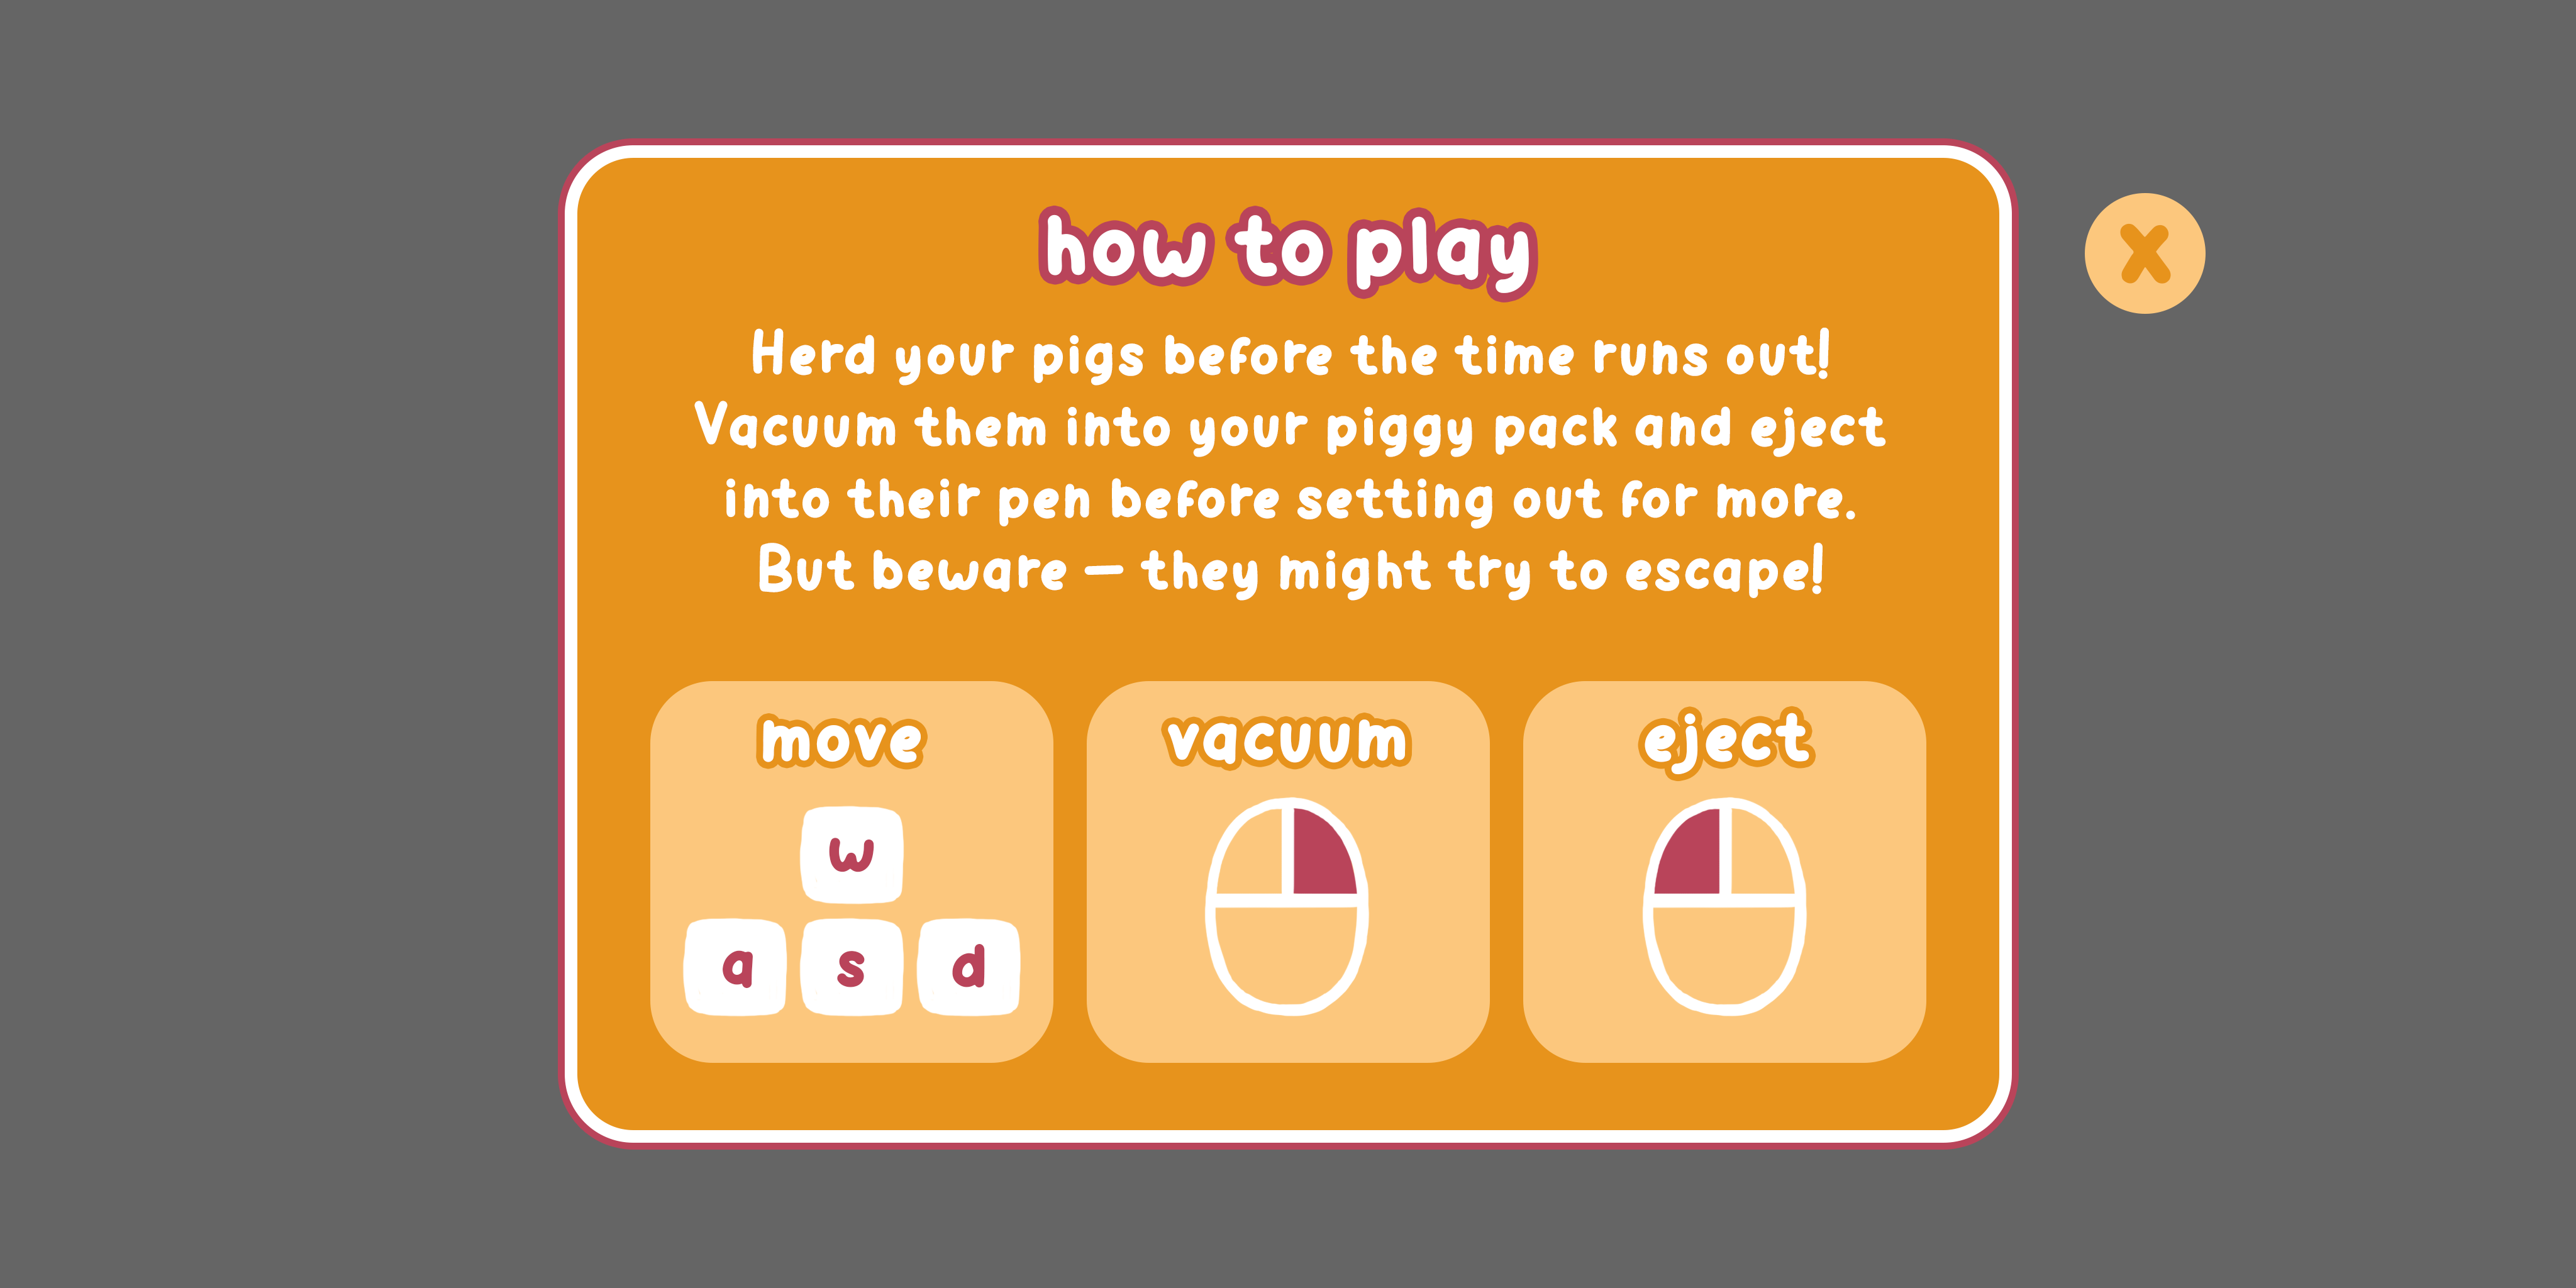 how to play
x
Herd your pigs before the time runs out!
Vacuum them into your piggy pack and eject
into their pen before setting out for more.
But beware – they might try to escape!
move
w
a s d
vacuum
eject